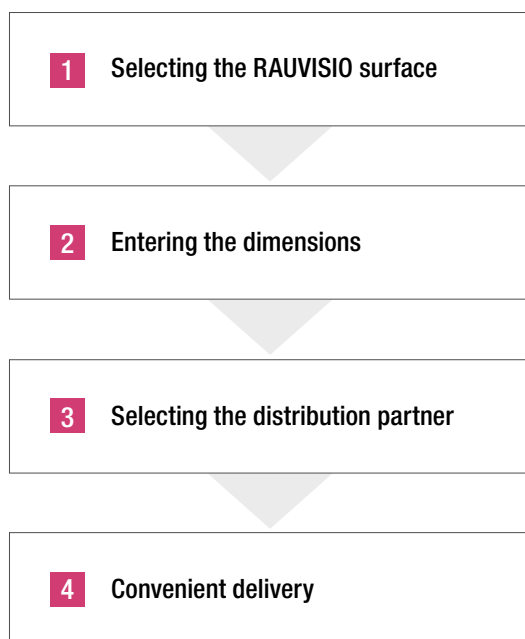 1 Selecting the RAUVISIO surface
2 Entering the dimensions
3 Selecting the distribution partner
4 Convenient delivery